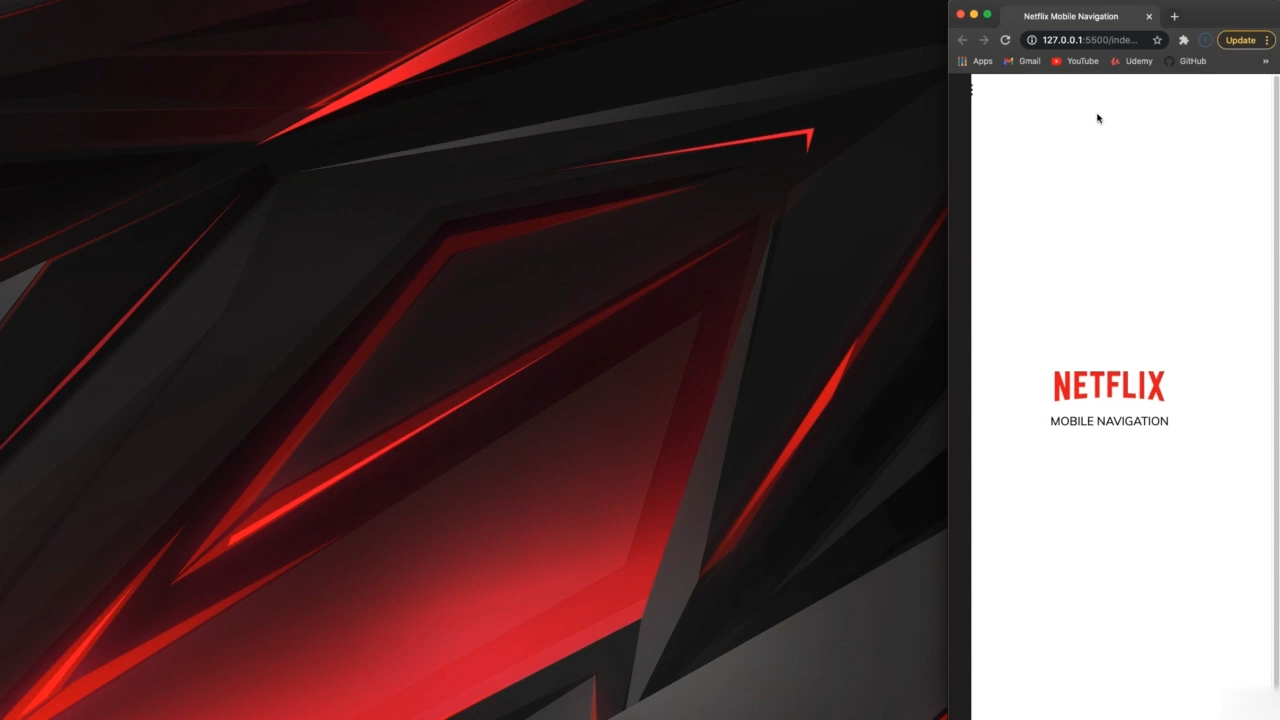 Netflix Mobile Navigation
127.0.0.1:5500/inde...
Update
Apps
Gmail
YouTube
Udemy
GitHub
NETFLIX
MOBILE NAVIGATION